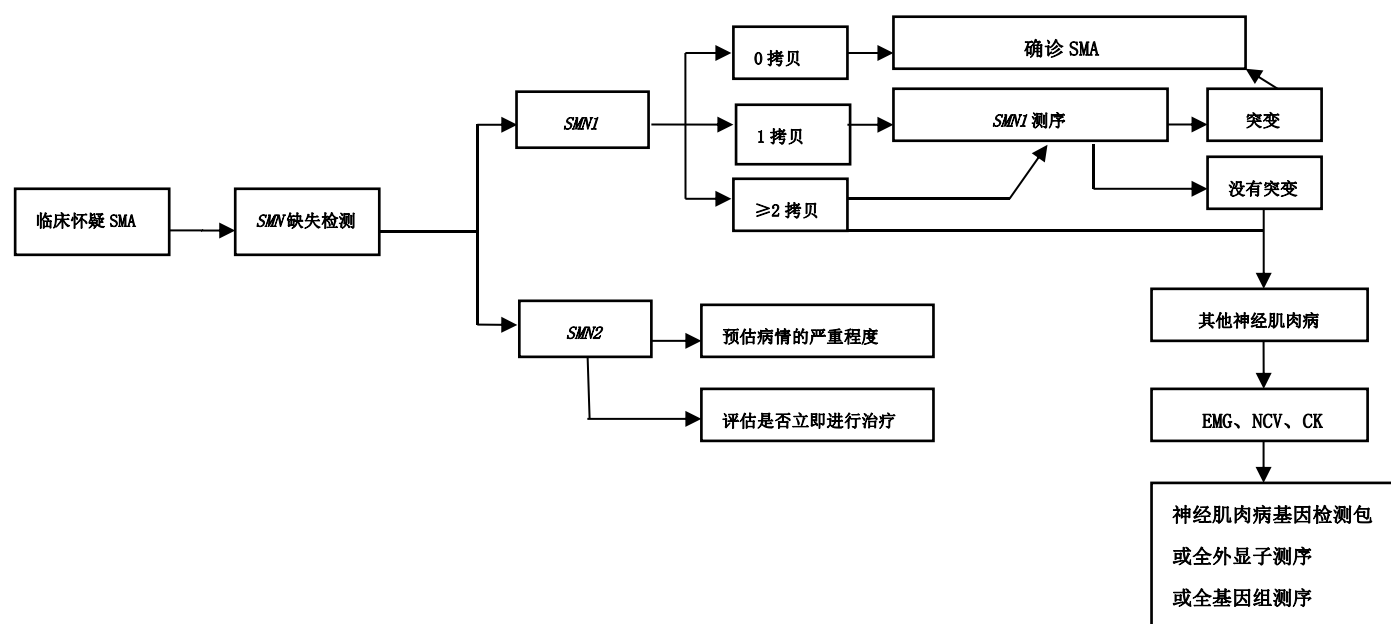 临床怀疑 SMA
SMN 缺失检测
SMN1
0 拷贝
确诊 SMA
1 拷贝
SMN1 测序
突变
≥2 拷贝
没有突变
SMN2
预估病情的严重程度
评估是否立即进行治疗
其他神经肌肉病
EMG、NCV、CK
神经肌肉病基因检测包
或全外显子测序
或全基因组测序